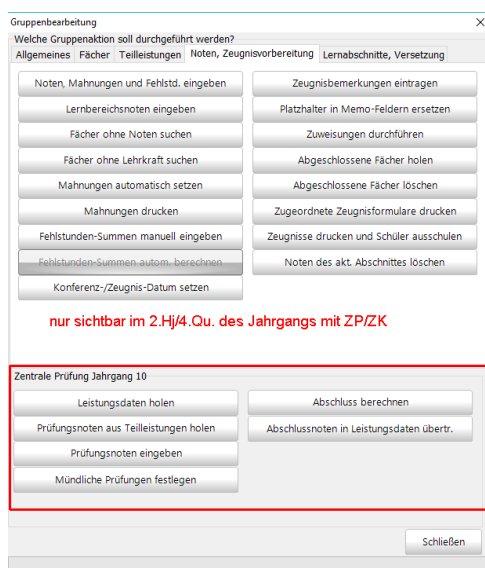 Gruppenbearbeitung
Welche Gruppenaktion soll durchgeführt werden?
Allgemeines Fächer Teilleistungen Noten, Zeugnisvorbereitung Lernabschnitte, Versetzung
Noten, Mahnungen und Fehlstd. eingeben Zeugnisbemerkungen eintragen
Lernbereichsnoten eingeben Platzhalter in Memo-Feldern ersetzen
Fächer ohne Noten suchen Zuweisungen durchführen
Fächer ohne Lehrkraft suchen Abgeschlossene Fächer holen
Mahnungen automatisch setzen Abgeschlossene Fächer löschen
Mahnungen drucken Zugeordnete Zeugnisformulare drucken
Fehlstunden-Summen manuell eingeben Zeugnisse drucken und Schüler ausschulen
Fehlstunden-Summen autom. berechnen Noten des akt. Abschnittes löschen
Konferenz-/Zeugnis-Datum setzen
nur sichtbar im 2.Hj/4.Qu. des Jahrgangs mit ZP/ZK
Zentrale Prüfung Jahrgang 10
Leistungsdaten holen Abschluss berechnen
Prüfungsnoten aus Teilleistungen holen Abschlussnoten in Leistungsdaten übertr.
Prüfungsnoten eingeben
Mündliche Prüfungen festlegen
Schließen